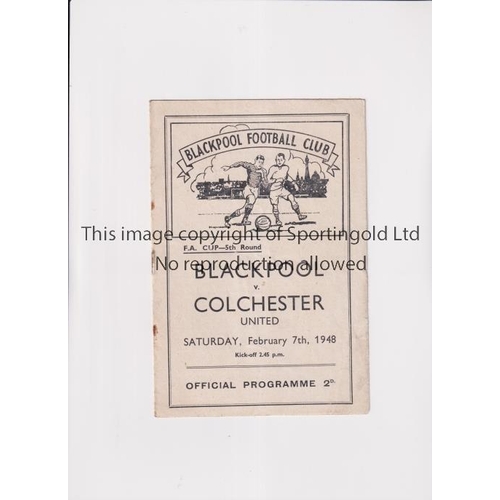 BLACKPOOL FOOTBALL CLUB
This image copyright of Sportingold Ltd
F.A. CUP—5th Round
No reproduction allowed
BLACKPOOL
v.
COLCHESTER
UNITED
SATURDAY, February 7th, 1948
Kick-off 2.45 p.m.
OFFICIAL PROGRAMME 2D.